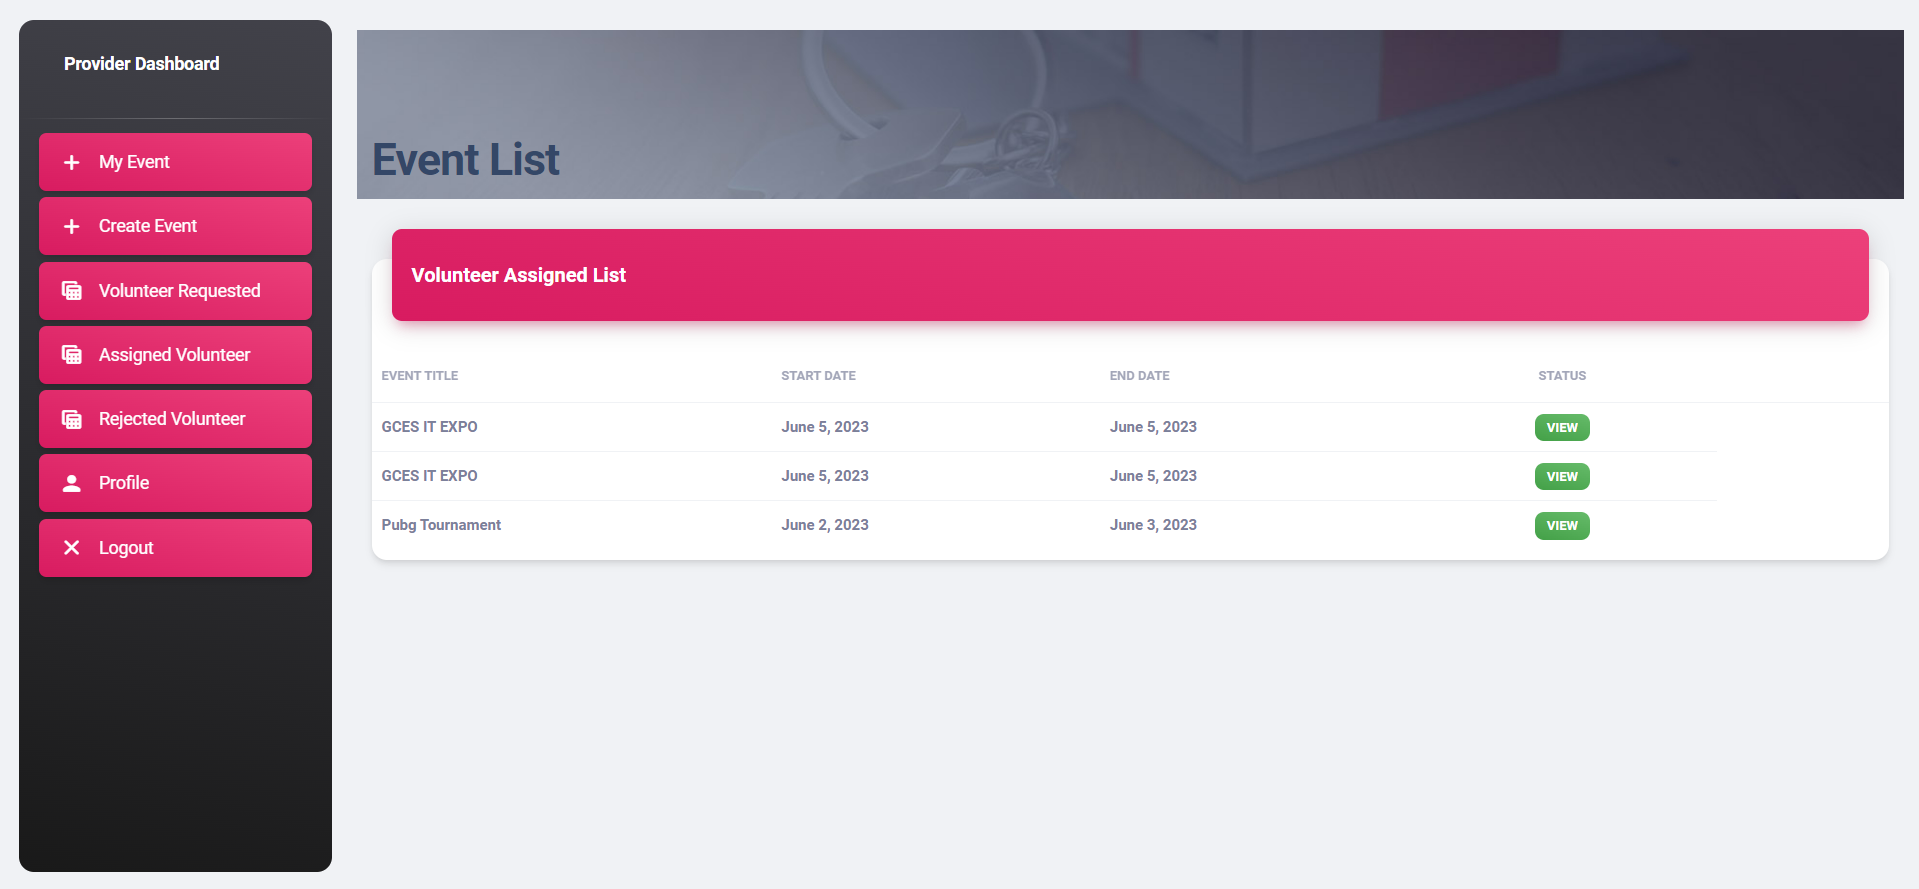 Provider Dashboard
My Event
Create Event
Volunteer Requested
Assigned Volunteer
Rejected Volunteer
Profile
Logout
Event List
Volunteer Assigned List
EVENT TITLE START DATE END DATE STATUS
GCES IT EXPO June 5, 2023 June 5, 2023 VIEW
GCES IT EXPO June 5, 2023 June 5, 2023 VIEW
Pubg Tournament June 2, 2023 June 3, 2023 VIEW